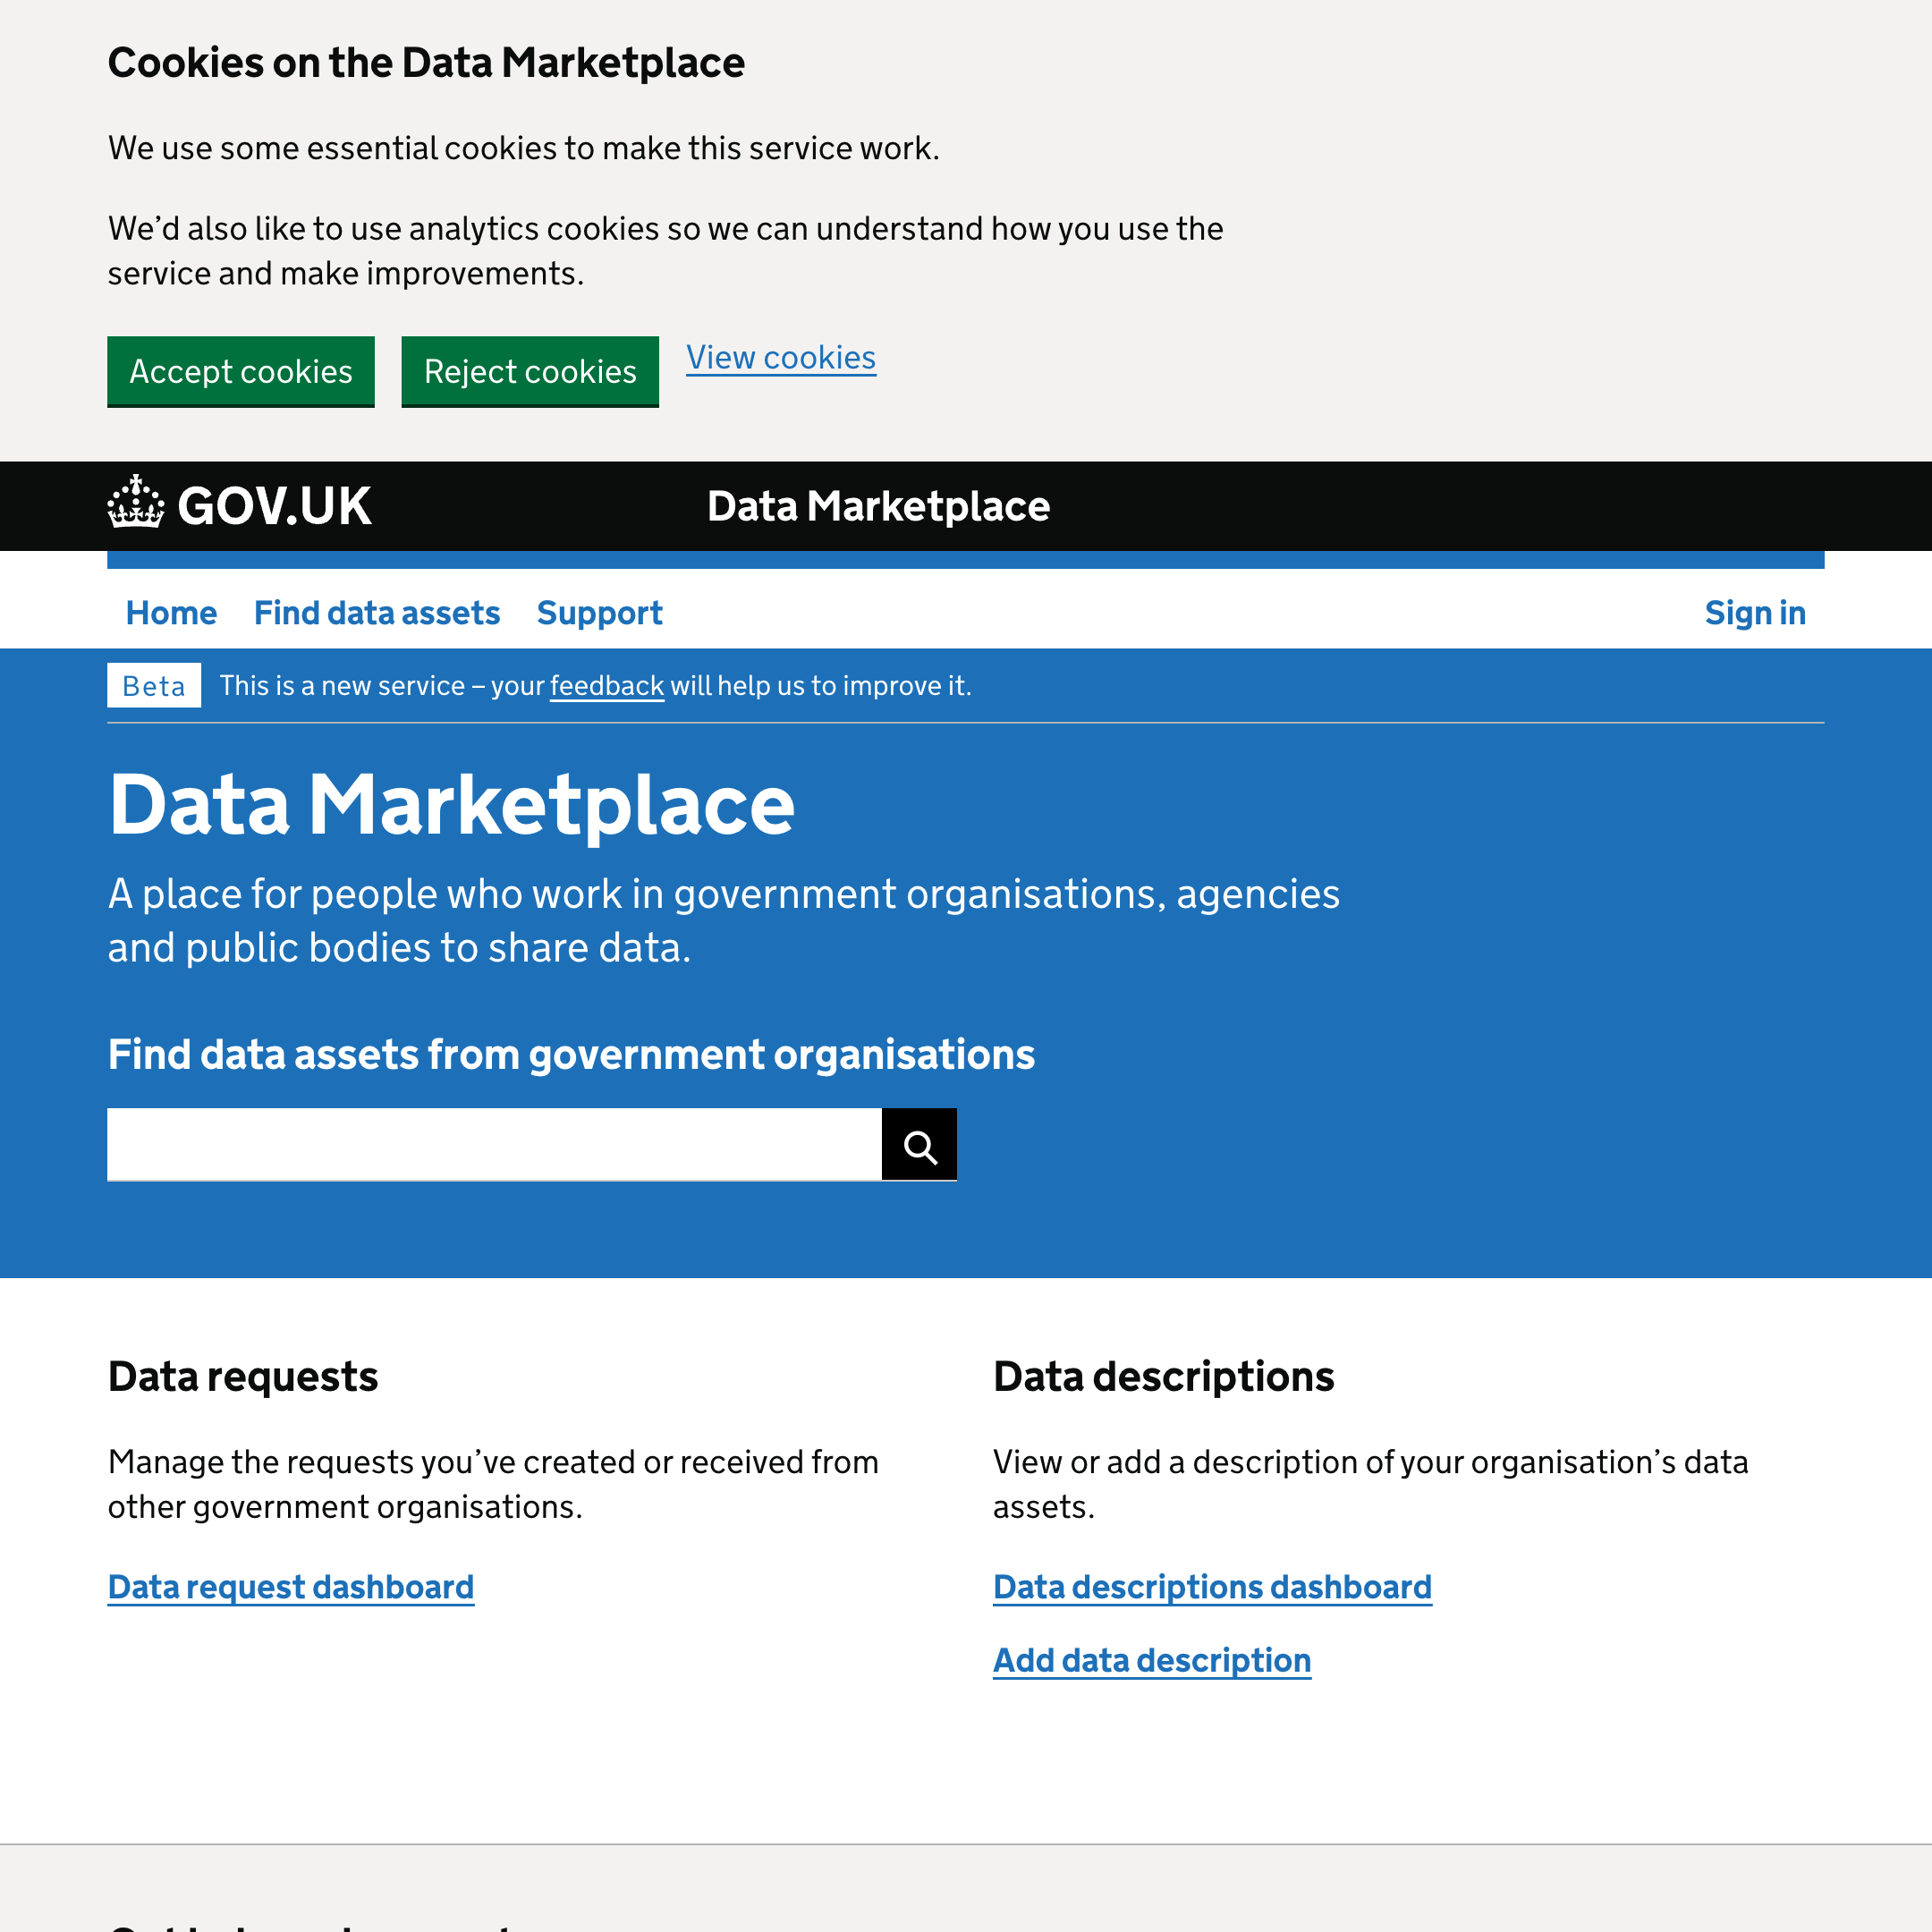 Cookies on the Data Marketplace
We use some essential cookies to make this service work.
We’d also like to use analytics cookies so we can understand how you use the
service and make improvements.
Accept cookies Reject cookies View cookies
GOV.UK Data Marketplace
Home Find data assets Support Sign in
Beta This is a new service – your feedback will help us to improve it.
Data Marketplace
A place for people who work in government organisations, agencies
and public bodies to share data.
Find data assets from government organisations
Data requests
Manage the requests you’ve created or received from
other government organisations.
Data request dashboard
Data descriptions
View or add a description of your organisation’s data
assets.
Data descriptions dashboard
Add data description